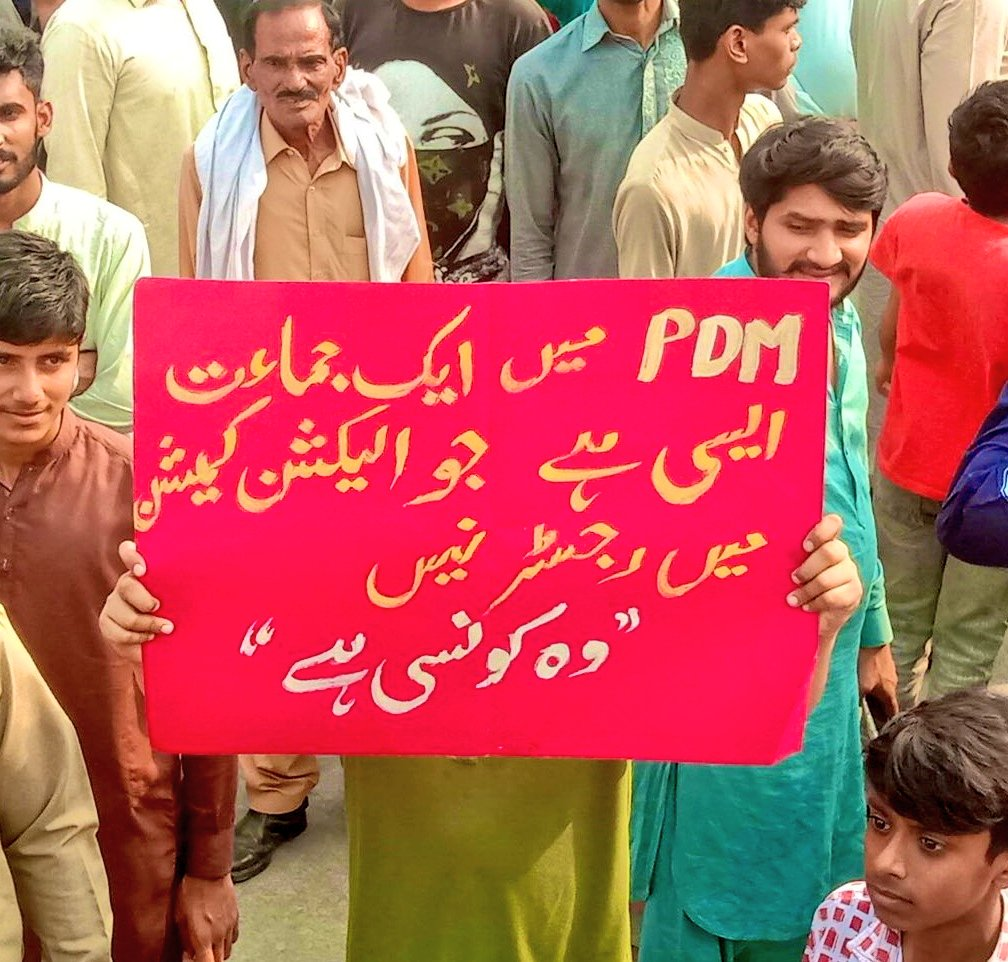 PDM میں ایک جماعت
ایسی ہے جو الیکشن کمیشن
میں رجسٹر نہیں
”وہ کونسی ہے“